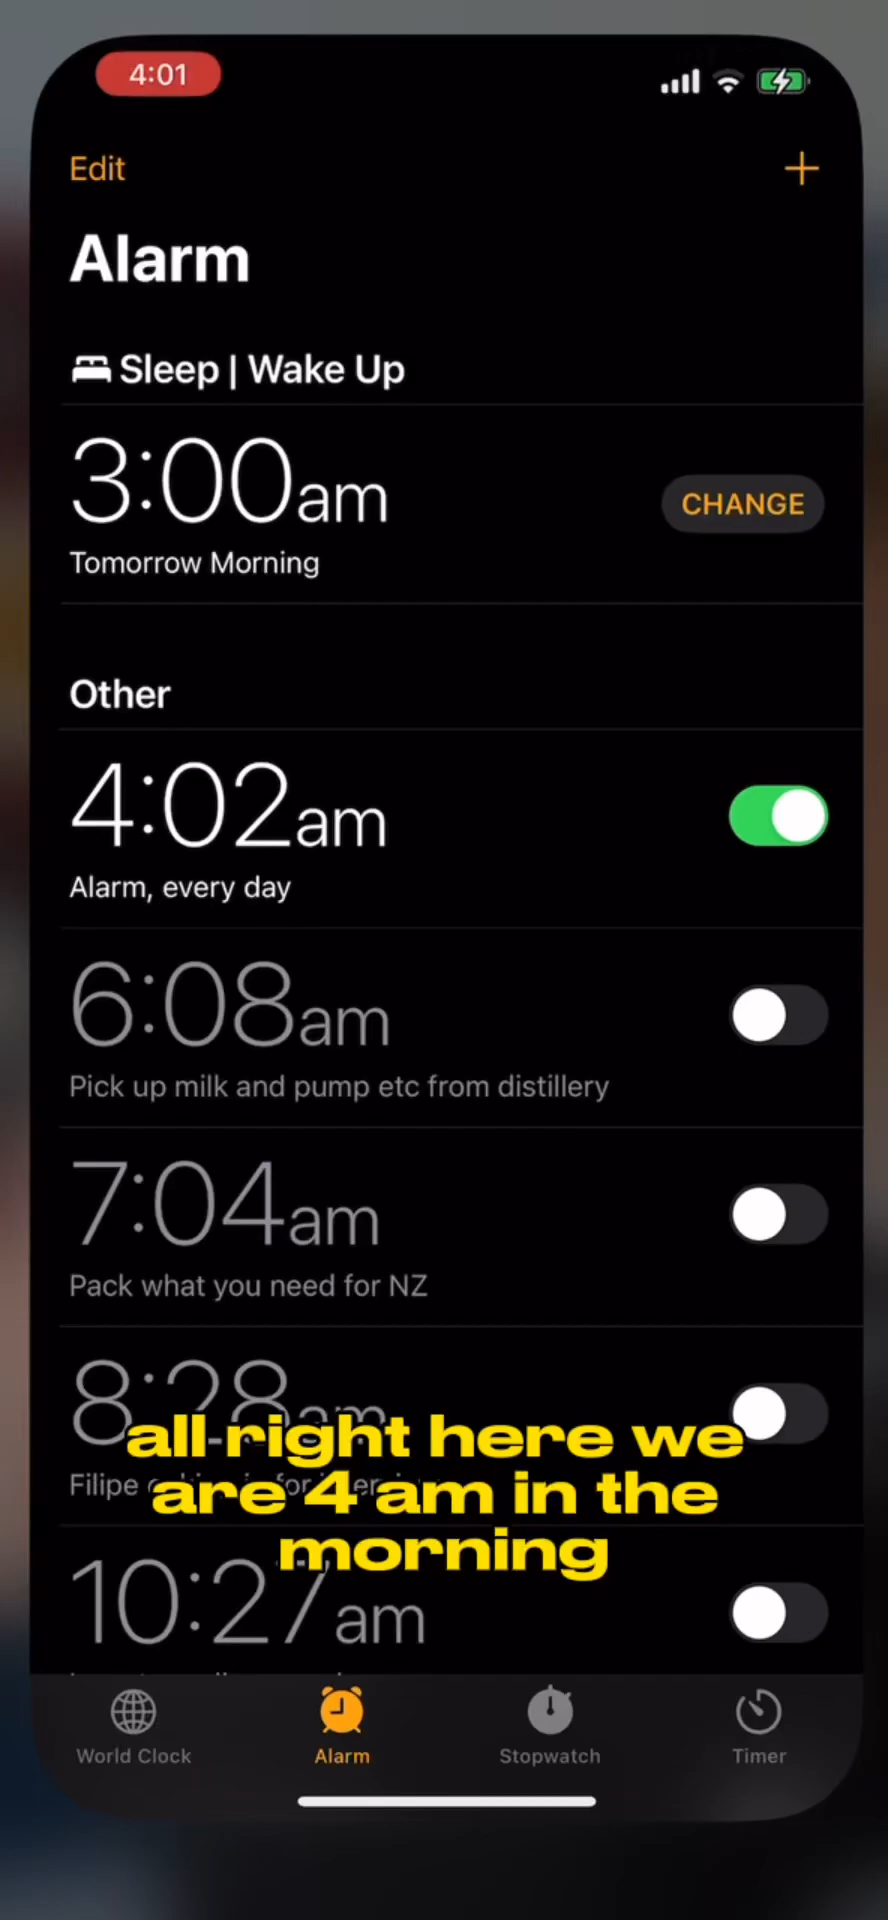 4:01
Edit
Alarm
Sleep | Wake Up
3:00am
CHANGE
Tomorrow Morning
Other
4:02am
Alarm, every day
6:08am
Pick up milk and pump etc from distillery
7:04am
Pack what you need for NZ
8:28am
Filipe
all right here we
are 4 am in the
morning
10:27am
World Clock
Alarm
Stopwatch
Timer